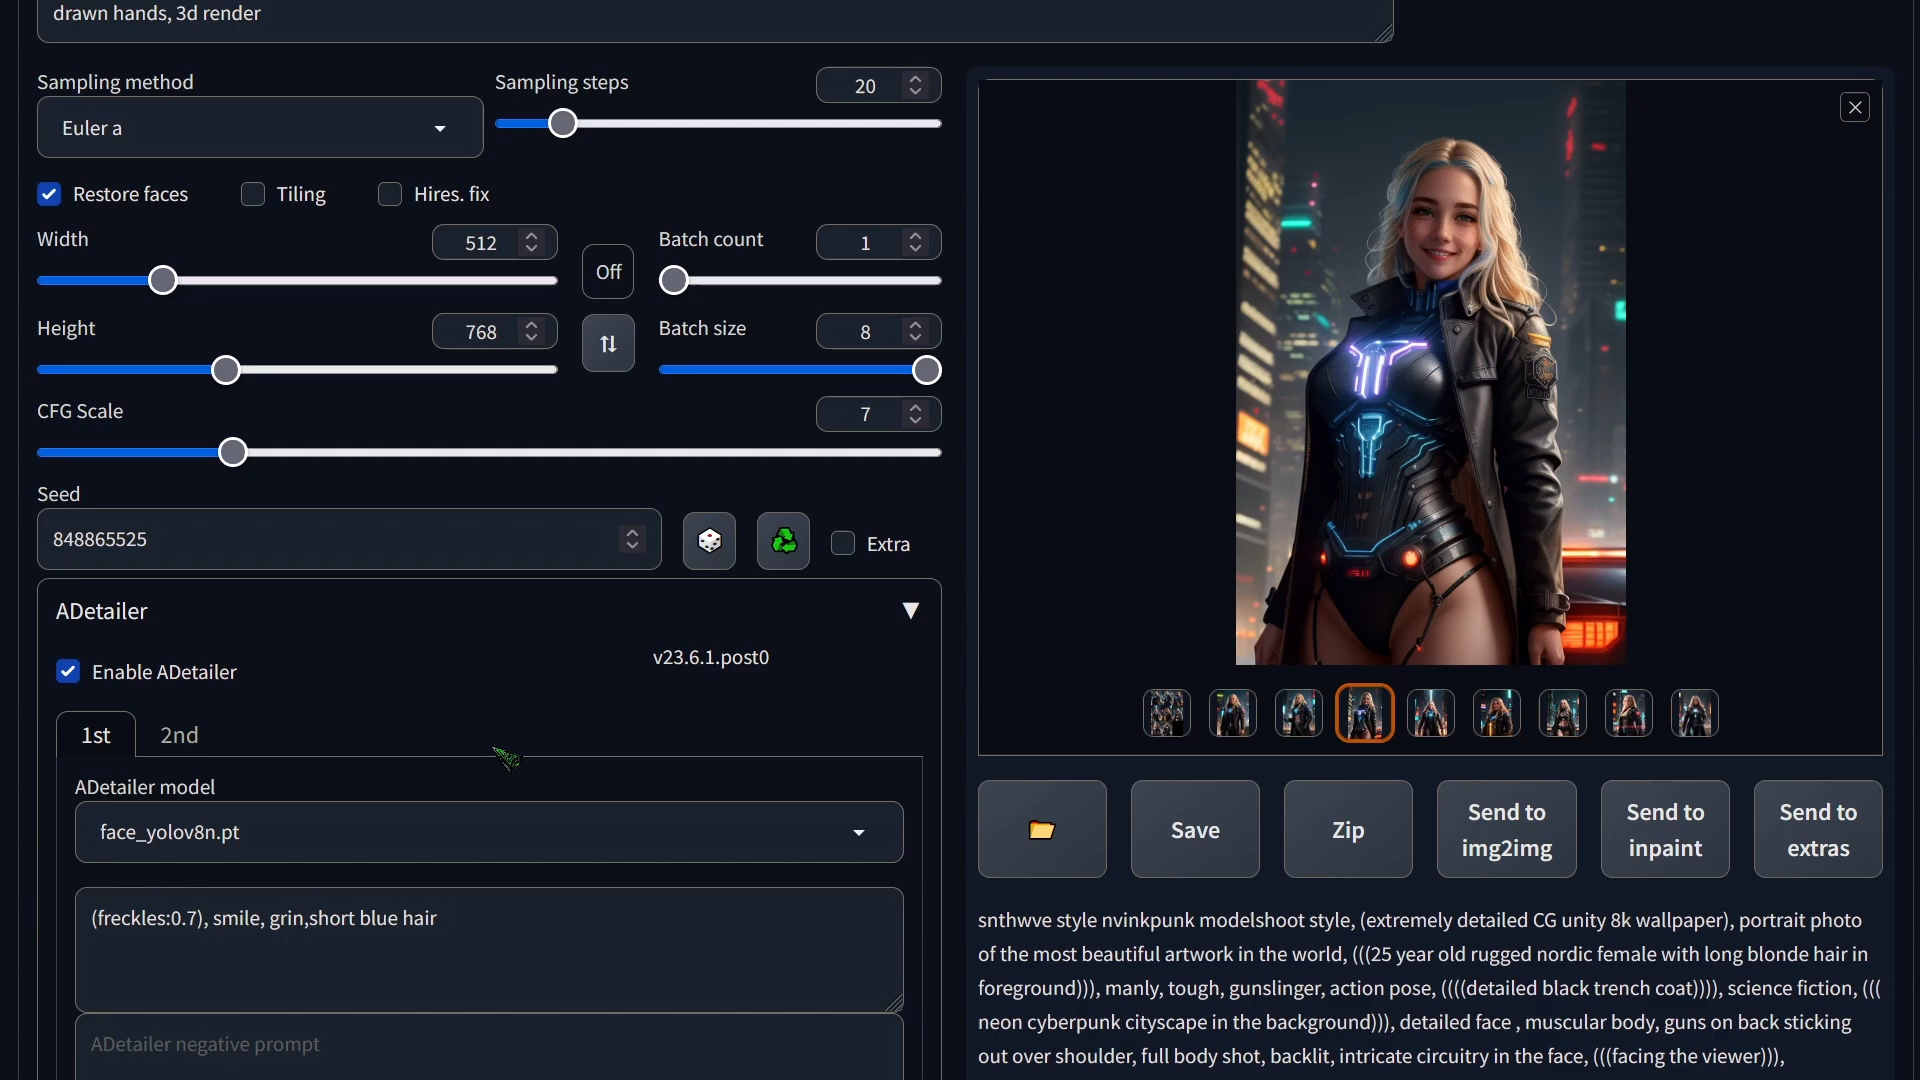 drawn hands, 3d render
Sampling method
Sampling steps
20
Euler a
Restore faces
Tiling
Hires. fix
Width
512
Off
Batch count
1
Height
768
Batch size
8
CFG Scale
7
Seed
848865525
Extra
ADetailer
▼
Enable ADetailer
v23.6.1.post0
1st
2nd
ADetailer model
face_yolov8n.pt
(freckles:0.7), smile, grin,short blue hair
ADetailer negative prompt
Save
Zip
Send to
img2img
Send to
inpaint
Send to
extras
snthwve style nvinkpunk modelshoot style, (extremely detailed CG unity 8k wallpaper), portrait photo
of the most beautiful artwork in the world, (((25 year old rugged nordic female with long blonde hair in
foreground))), manly, tough, gunslinger, action pose, ((((detailed black trench coat)))), science fiction, (((
neon cyberpunk cityscape in the background))), detailed face , muscular body, guns on back sticking
out over shoulder, full body shot, backlit, intricate circuitry in the face, (((facing the viewer))),